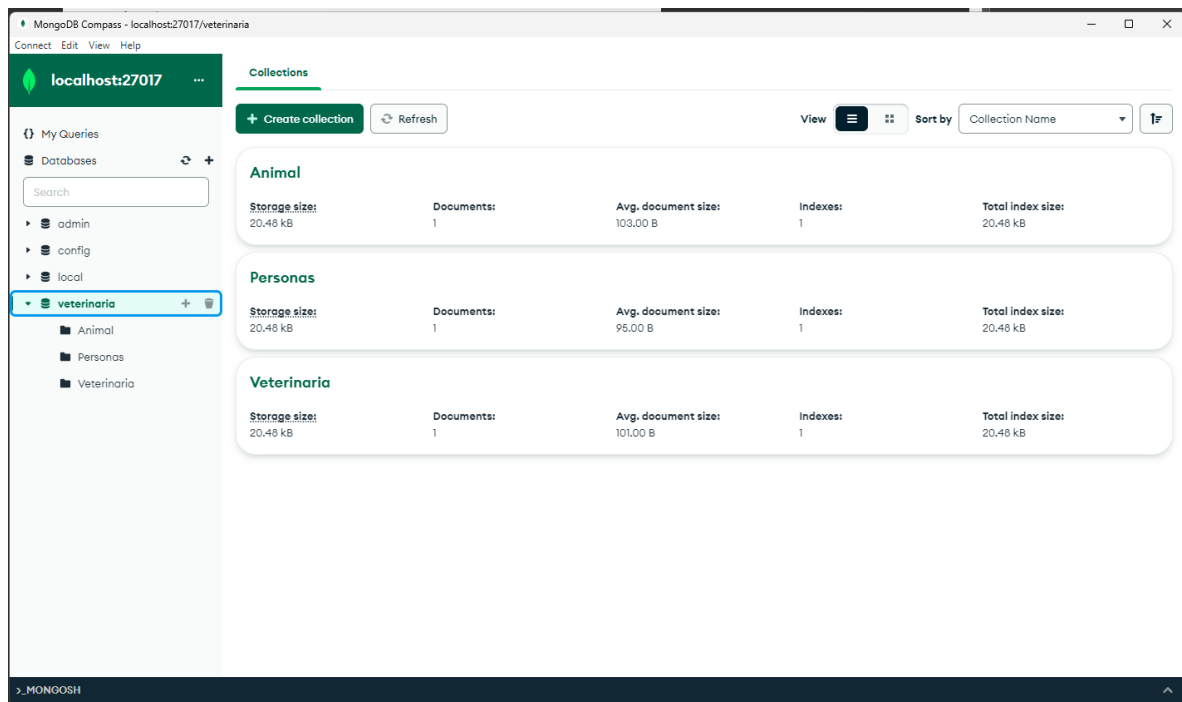 MongoDB Compass - localhost:27017/veterinaria
Connect Edit View Help
localhost:27017 ...
My Queries
Databases
Search
admin
config
local
veterinaria
Animal
Personas
Veterinaria
Collections
Create collection Refresh View Sort by Collection Name
Animal
Storage size: Documents: Avg. document size: Indexes: Total index size:
20.48 kB 1 103.00 B 1 20.48 kB
Personas
Storage size: Documents: Avg. document size: Indexes: Total index size:
20.48 kB 1 95.00 B 1 20.48 kB
Veterinaria
Storage size: Documents: Avg. document size: Indexes: Total index size:
20.48 kB 1 101.00 B 1 20.48 kB
>_MONGOSH